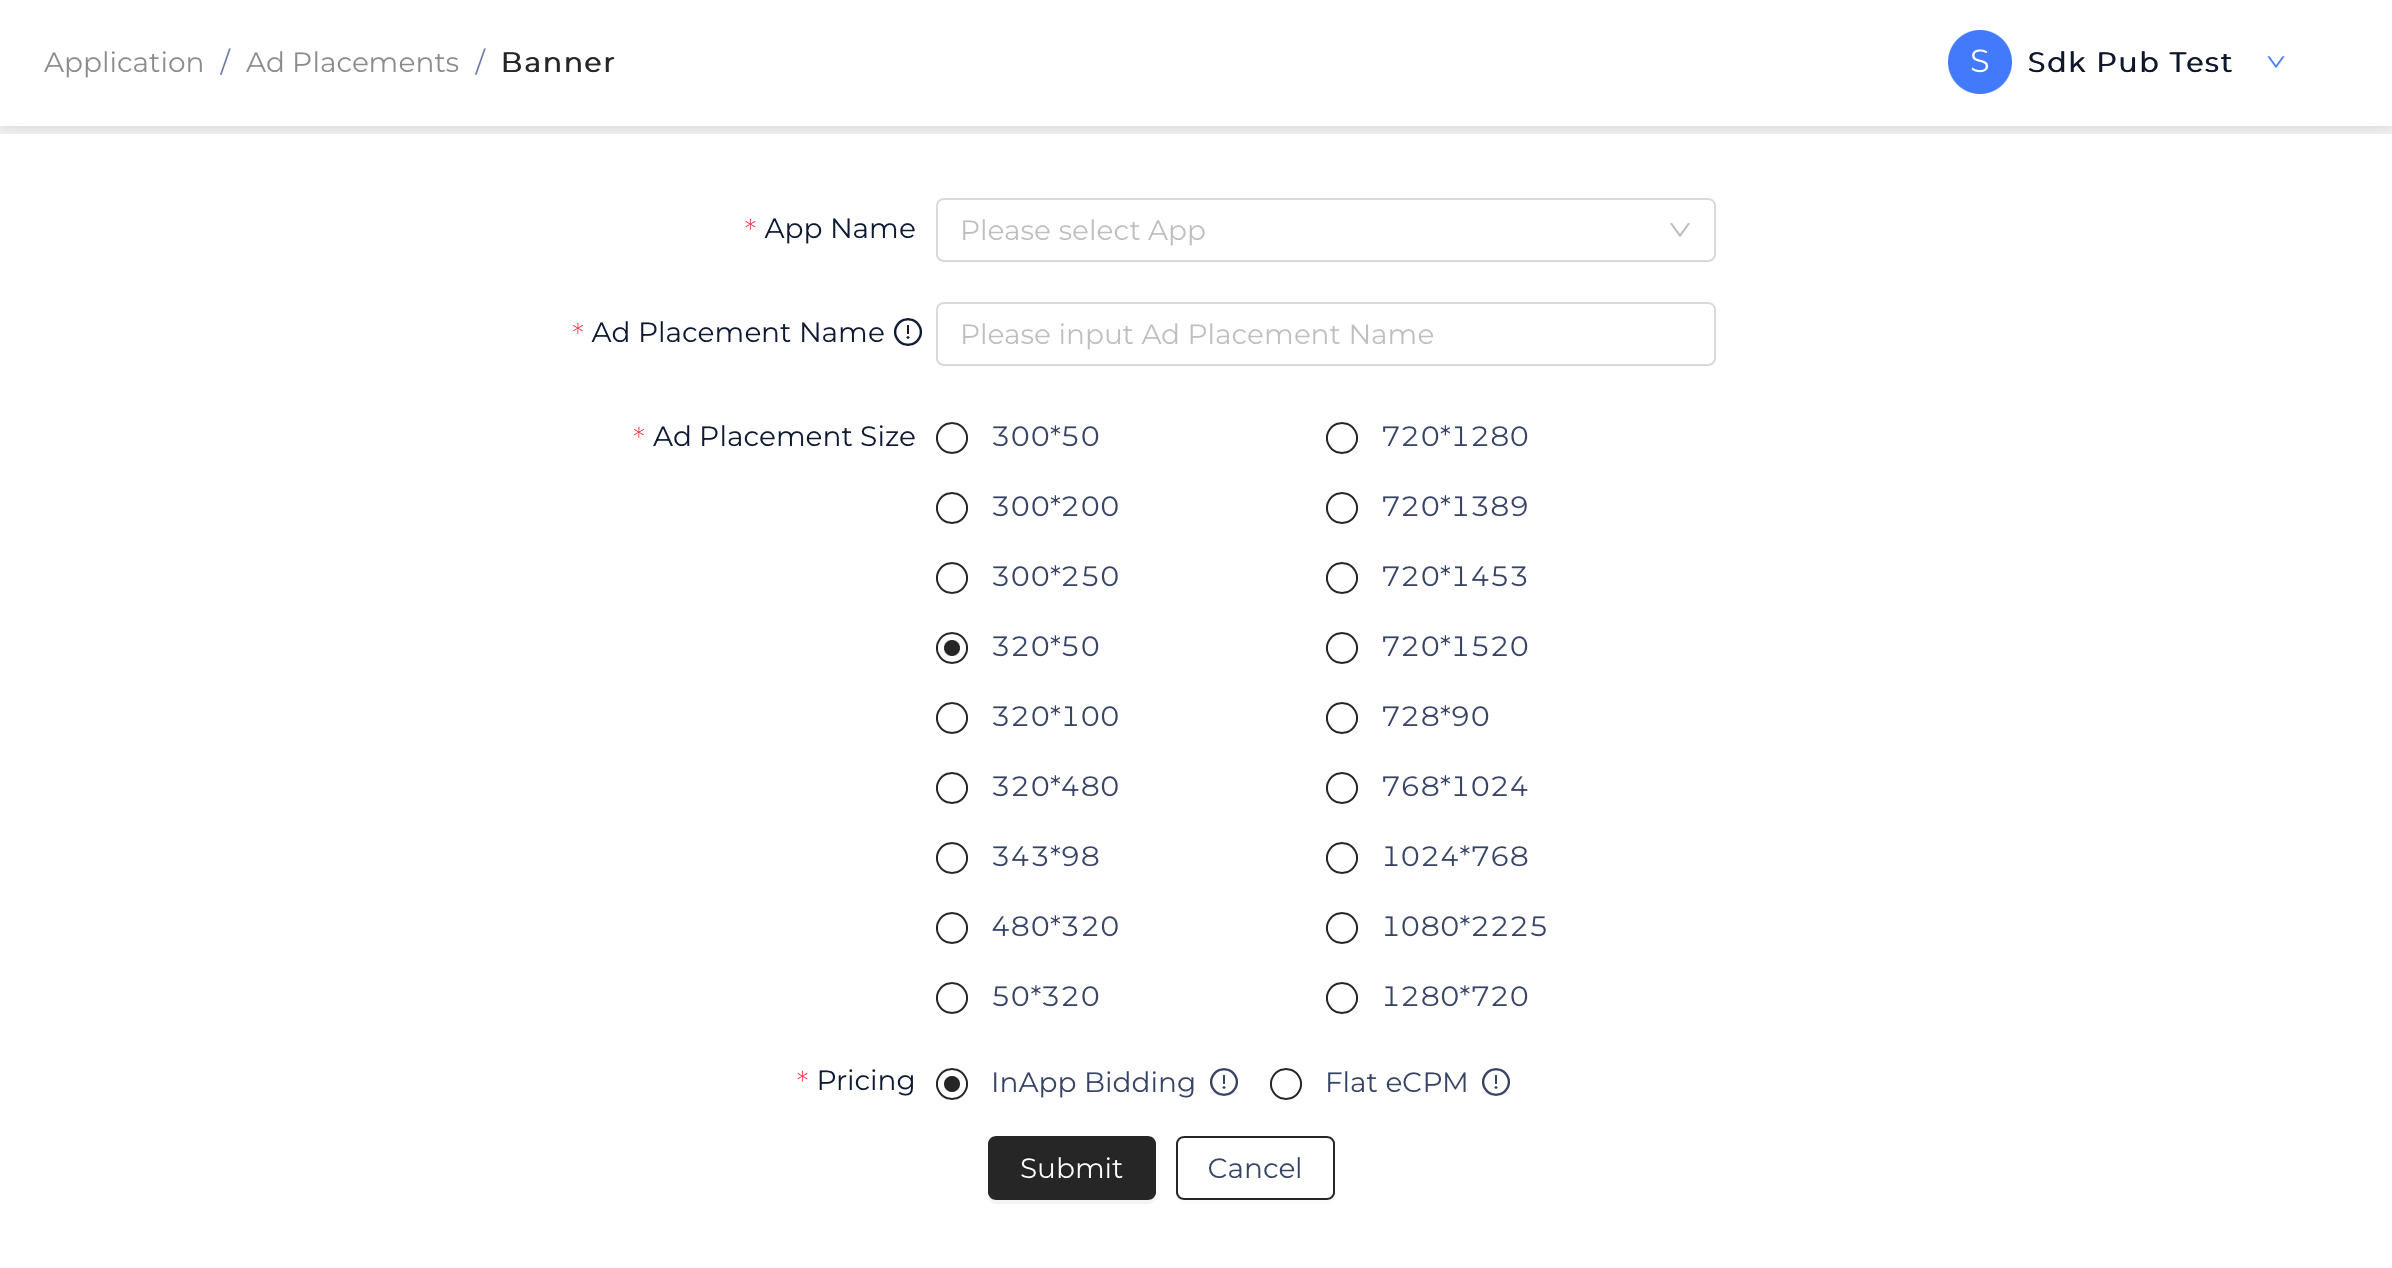 Application / Ad Placements / Banner
S Sdk Pub Test
* App Name Please select App
* Ad Placement Name Please input Ad Placement Name
* Ad Placement Size 300*50 720*1280
300*200 720*1389
300*250 720*1453
320*50 720*1520
320*100 728*90
320*480 768*1024
343*98 1024*768
480*320 1080*2225
50*320 1280*720
* Pricing InApp Bidding Flat eCPM
Submit Cancel